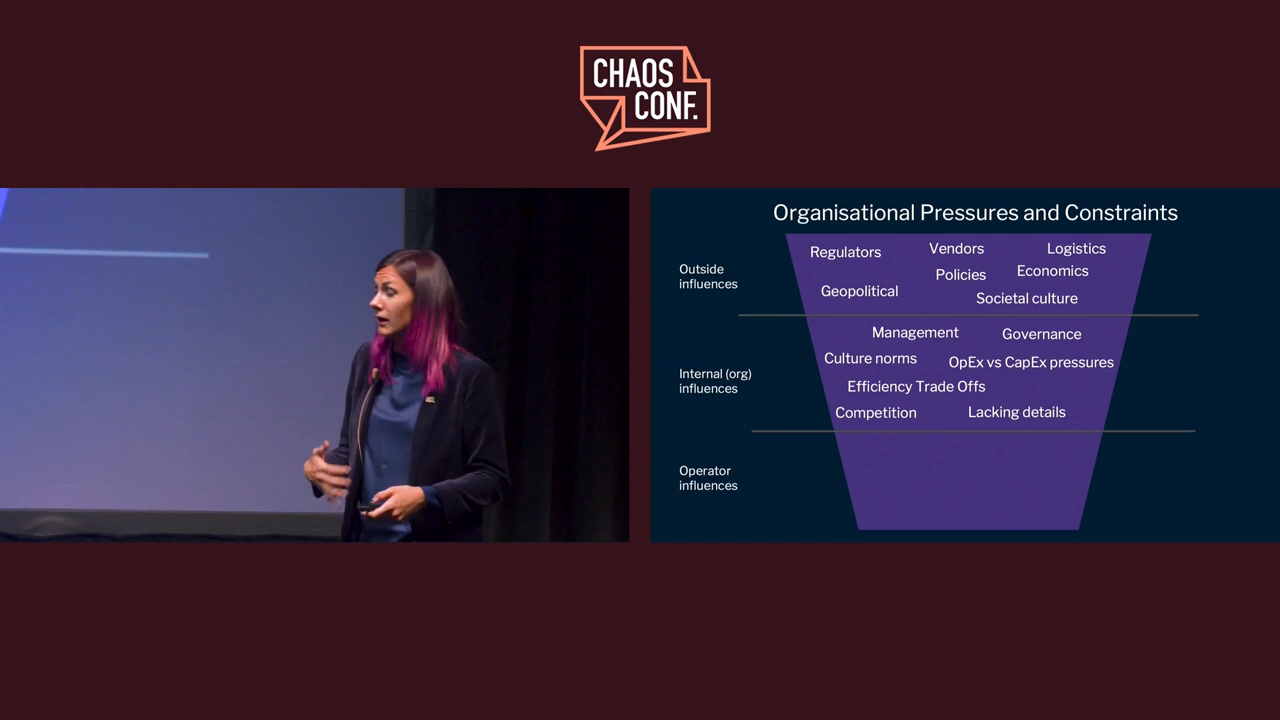 CHAOS
CONF.
Organisational Pressures and Constraints
Outside
influences
Regulators
Vendors
Logistics
Policies
Economics
Geopolitical
Societal culture
Internal (org)
influences
Management
Governance
Culture norms
OpEx vs CapEx pressures
Efficiency Trade Offs
Competition
Lacking details
Operator
influences